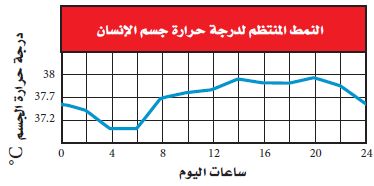 النمط المنتظم لدرجة حرارة جسم الإنسان
درجة حرارة الجسم °C
38
37.7
37.2
0 4 8 12 16 20 24
ساعات اليوم